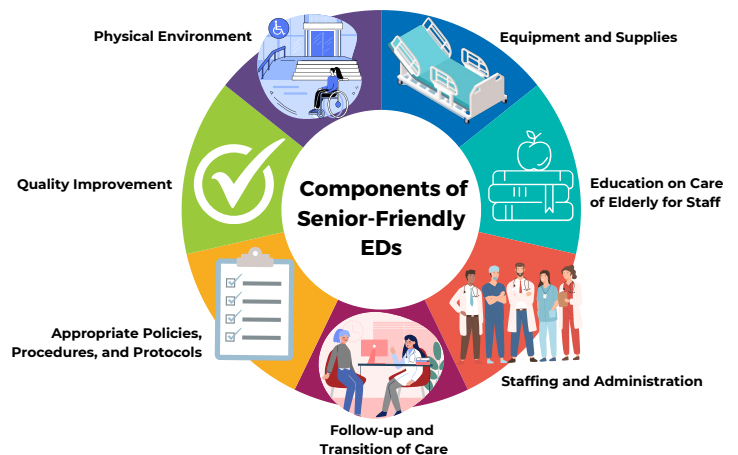 Physical Environment
Equipment and Supplies
Quality Improvement
Components of
Senior-Friendly
EDs
Education on Care
of Elderly for Staff
Appropriate Policies,
Procedures, and Protocols
Staffing and Administration
Follow-up and
Transition of Care